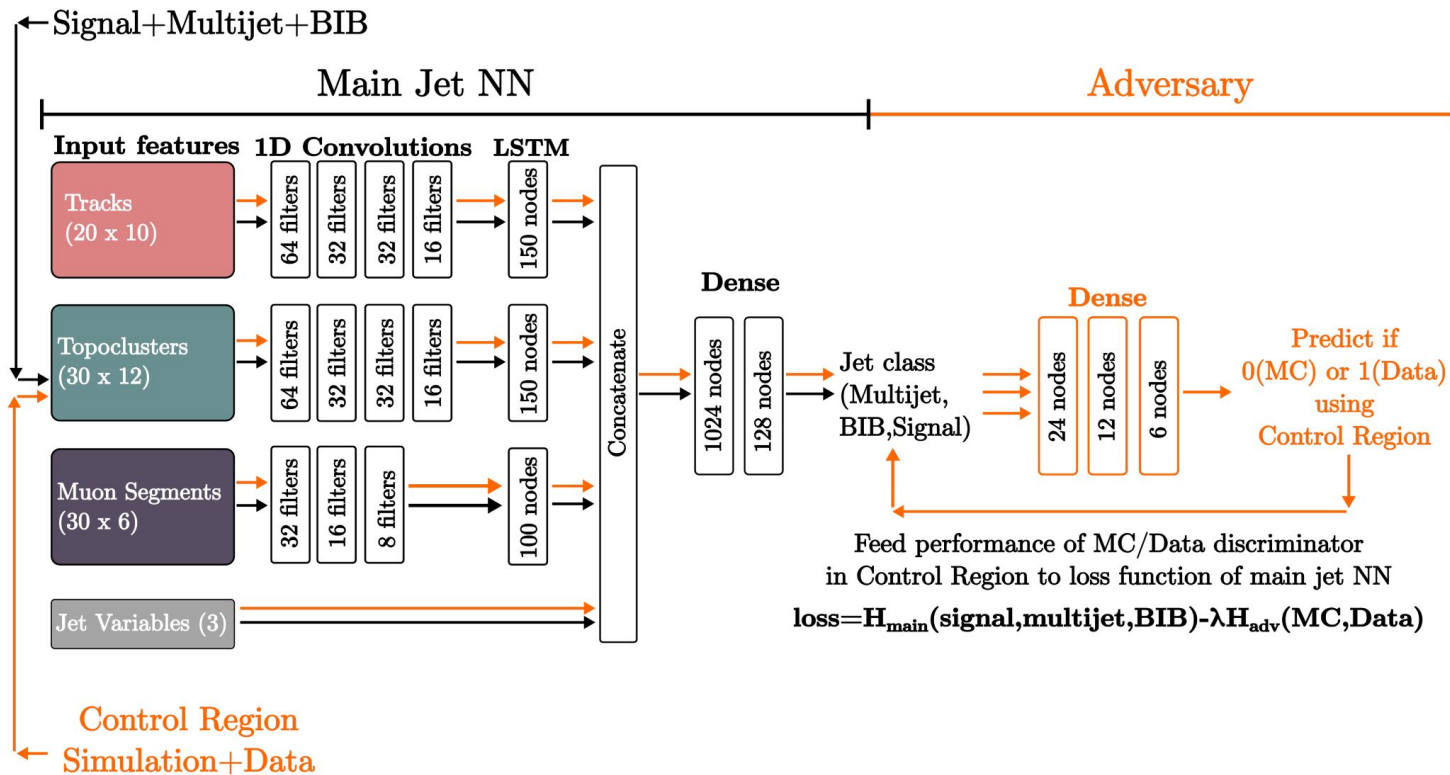 Signal+Multijet+BIB
Main Jet NN
Adversary
Input features
1D Convolutions
LSTM
Tracks
(20 x 10)
64 filters
32 filters
32 filters
16 filters
150 nodes
Topoclusters
(30 x 12)
64 filters
32 filters
32 filters
16 filters
150 nodes
Muon Segments
(30 x 6)
32 filters
16 filters
8 filters
100 nodes
Jet Variables (3)
Concatenate
Dense
1024 nodes
128 nodes
Jet class
(Multijet,
BIB,Signal)
Dense
24 nodes
12 nodes
6 nodes
Predict if
0(MC) or 1(Data)
using
Control Region
Feed performance of MC/Data discriminator
in Control Region to loss function of main jet NN
loss=H_main(signal,multijet,BIB)-λH_adv(MC,Data)
Control Region
Simulation+Data